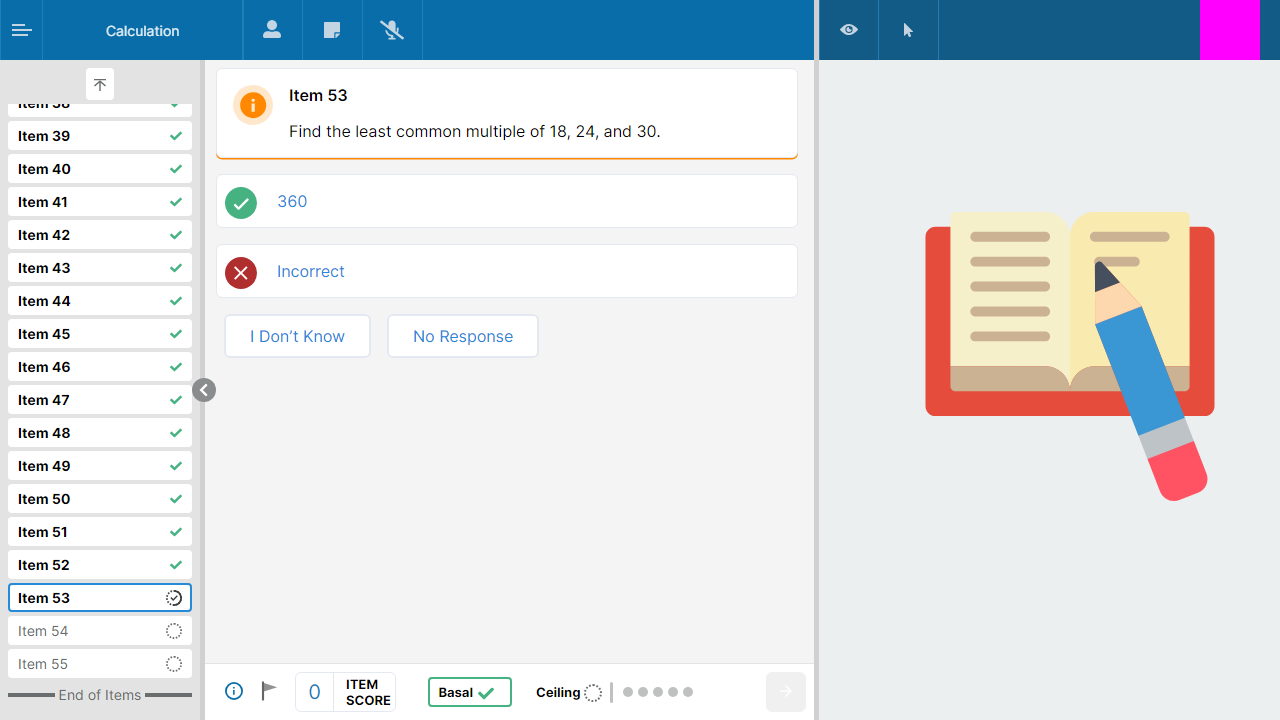 Calculation
Item 38
Item 39
Item 40
Item 41
Item 42
Item 43
Item 44
Item 45
Item 46
Item 47
Item 48
Item 49
Item 50
Item 51
Item 52
Item 53
Item 54
Item 55
End of Items
Item 53
Find the least common multiple of 18, 24, and 30.
360
Incorrect
I Don’t Know
No Response
0
ITEM
SCORE
Basal
Ceiling